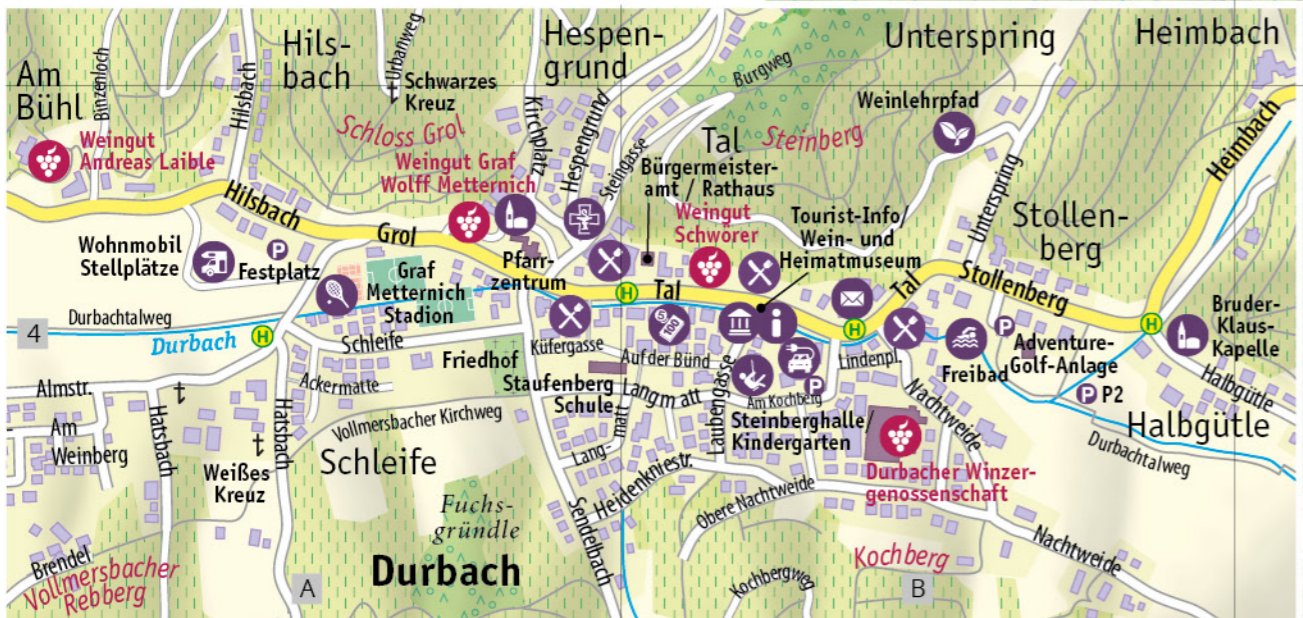 Am
Bühl
Binzenloch
Weingut
Andreas Laible
Hilsbach
Hils-
bach
Urbanweg
Schwarzes
Kreuz
Schloss Grol
Weingut Graf
Wolff Metternich
Kirchplatz
Hespen-
grund
Hespengrund
Steingasse
Burgweg
Tal
Steinberg
Bürgermeister-
amt / Rathaus
Weingut
Schwörer
Tourist-Info/
Wein- und
Heimatmuseum
Unterspring
Weinlehrpfad
Unterspring
Stollen-
berg
Heimbach
Heimbach
Hilsbach
Grol
Tal
Tal
Stollenberg
Wohnmobil
Stellplätze
P
Festplatz
Graf
Metternich
Stadion
Pfarr-
zentrum
H
H
H
H
Durbachtalweg
4
Durbach
Schleife
Friedhof
Küfergasse
5
100
Auf der Bünd
Lindenpl.
Freibad
P
Adventure-
Golf-Anlage
P P2
Bruder-
Klaus-
Kapelle
Halbgütle
Halbgütle
Durbachtalweg
Almstr.
Am
Weinberg
Hatsbach
Hatsbach
Ackermatte
Vollmersbacher Kirchweg
Weißes
Kreuz
Schleife
Staufenberg
Schule
Langmatt
Lang-
matt
Laubengasse
Am Kochberg
P
Steinberghalle/
Kindergarten
Nachtweide
Durbacher Winzer-
genossenschaft
Heidenkniestr.
Obere Nachtweide
Nachtweide
Fuchs-
gründle
Durbach
Sendelbach
Kochbergweg
Kochberg
Brendel
Vollmersbacher
Rebberg
A
B